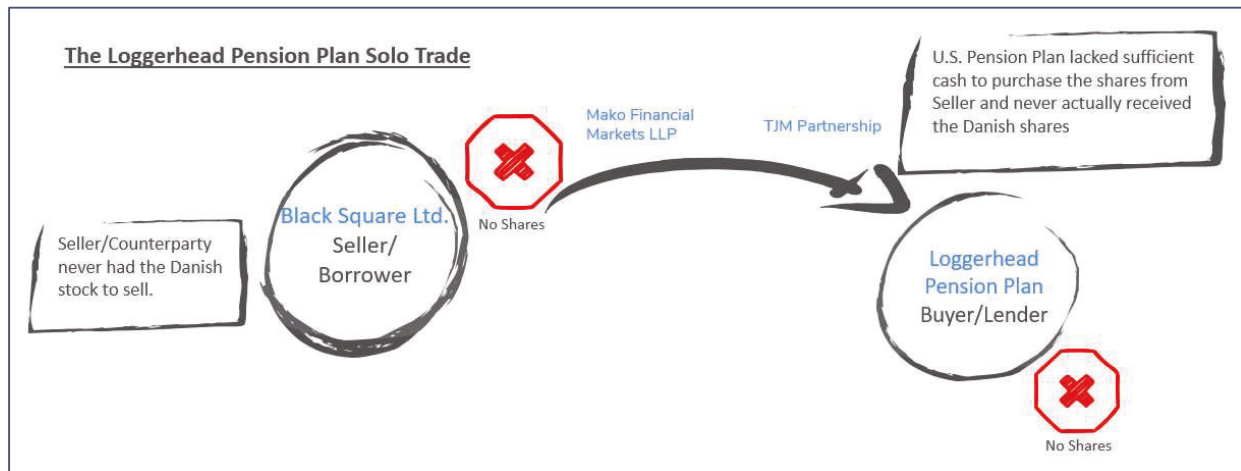 The Loggerhead Pension Plan Solo Trade
U.S. Pension Plan lacked sufficient
cash to purchase the shares from
Seller and never actually received
the Danish shares
Mako Financial
Markets LLP
TJM Partnership
No Shares
Seller/Counterparty
never had the Danish
stock to sell.
Black Square Ltd.
Seller/
Borrower
Loggerhead
Pension Plan
Buyer/Lender
No Shares